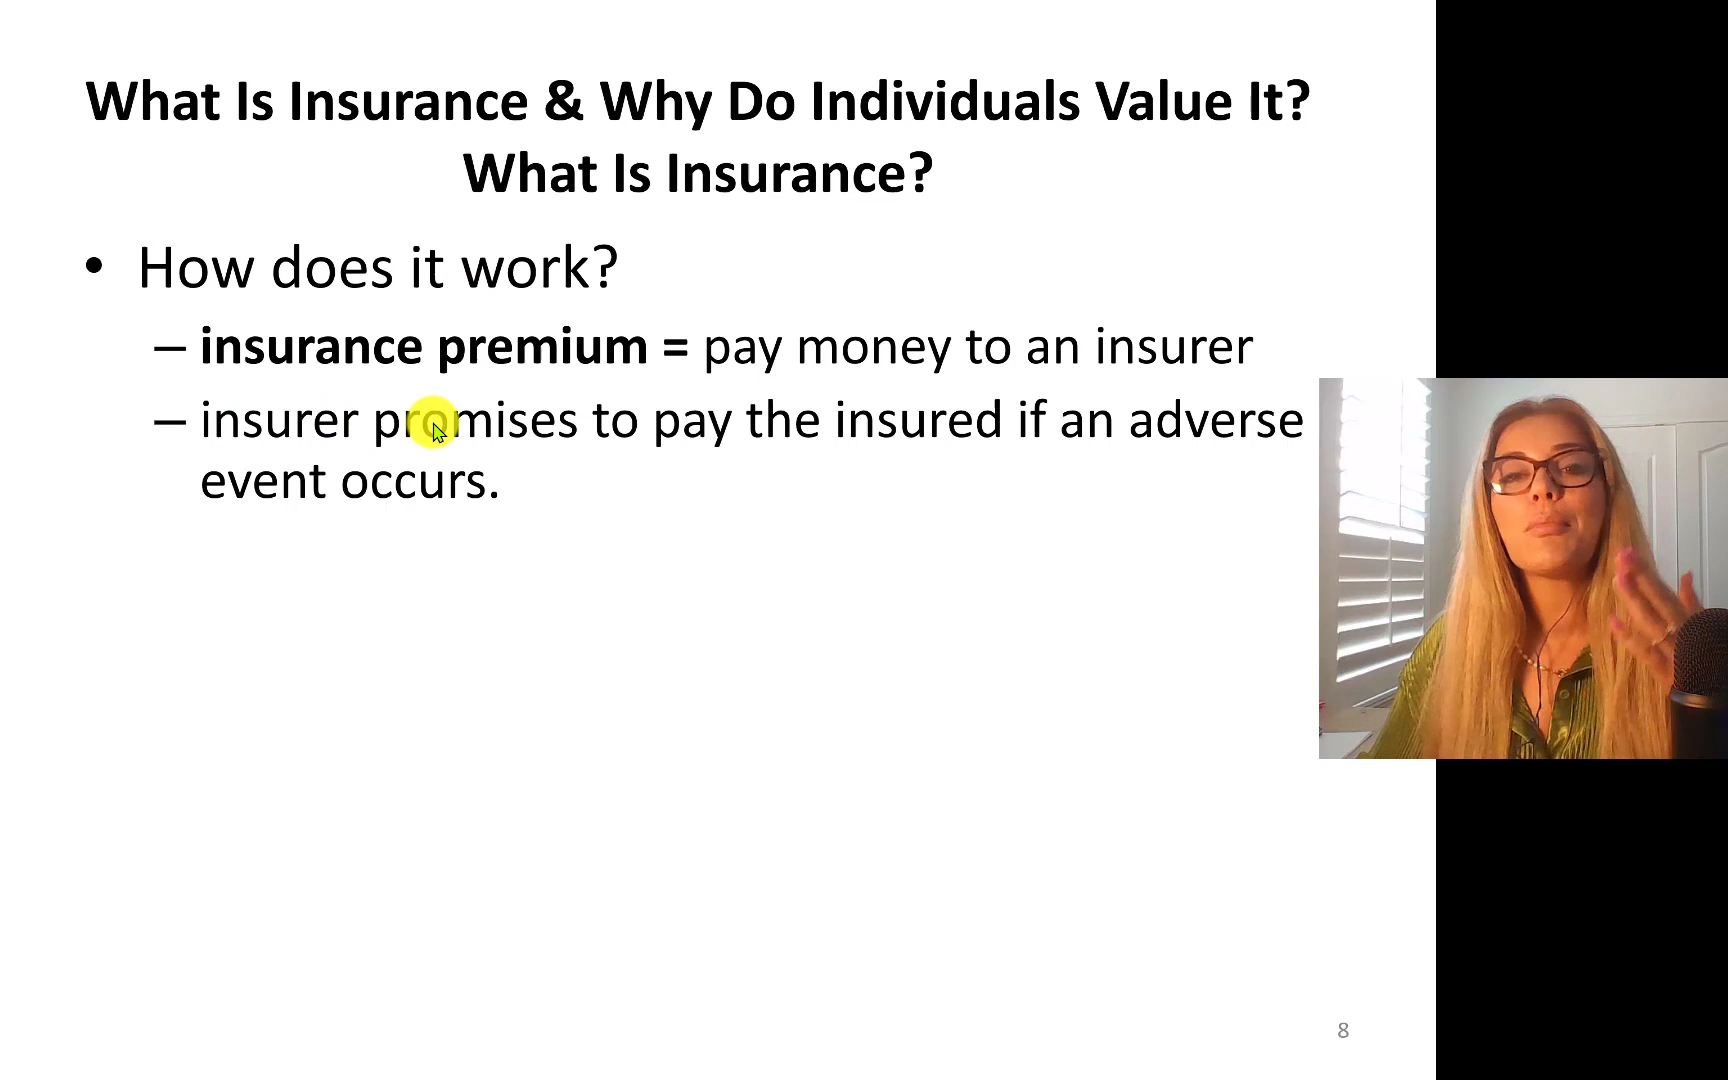 What Is Insurance & Why Do Individuals Value It?
What Is Insurance?
• How does it work?
– insurance premium = pay money to an insurer
– insurer promises to pay the insured if an adverse
event occurs.
8